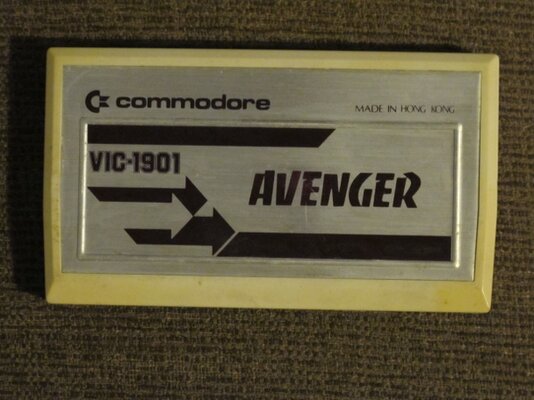 commodore
MADE IN HONG KONG
VIC-1901
AVENGER